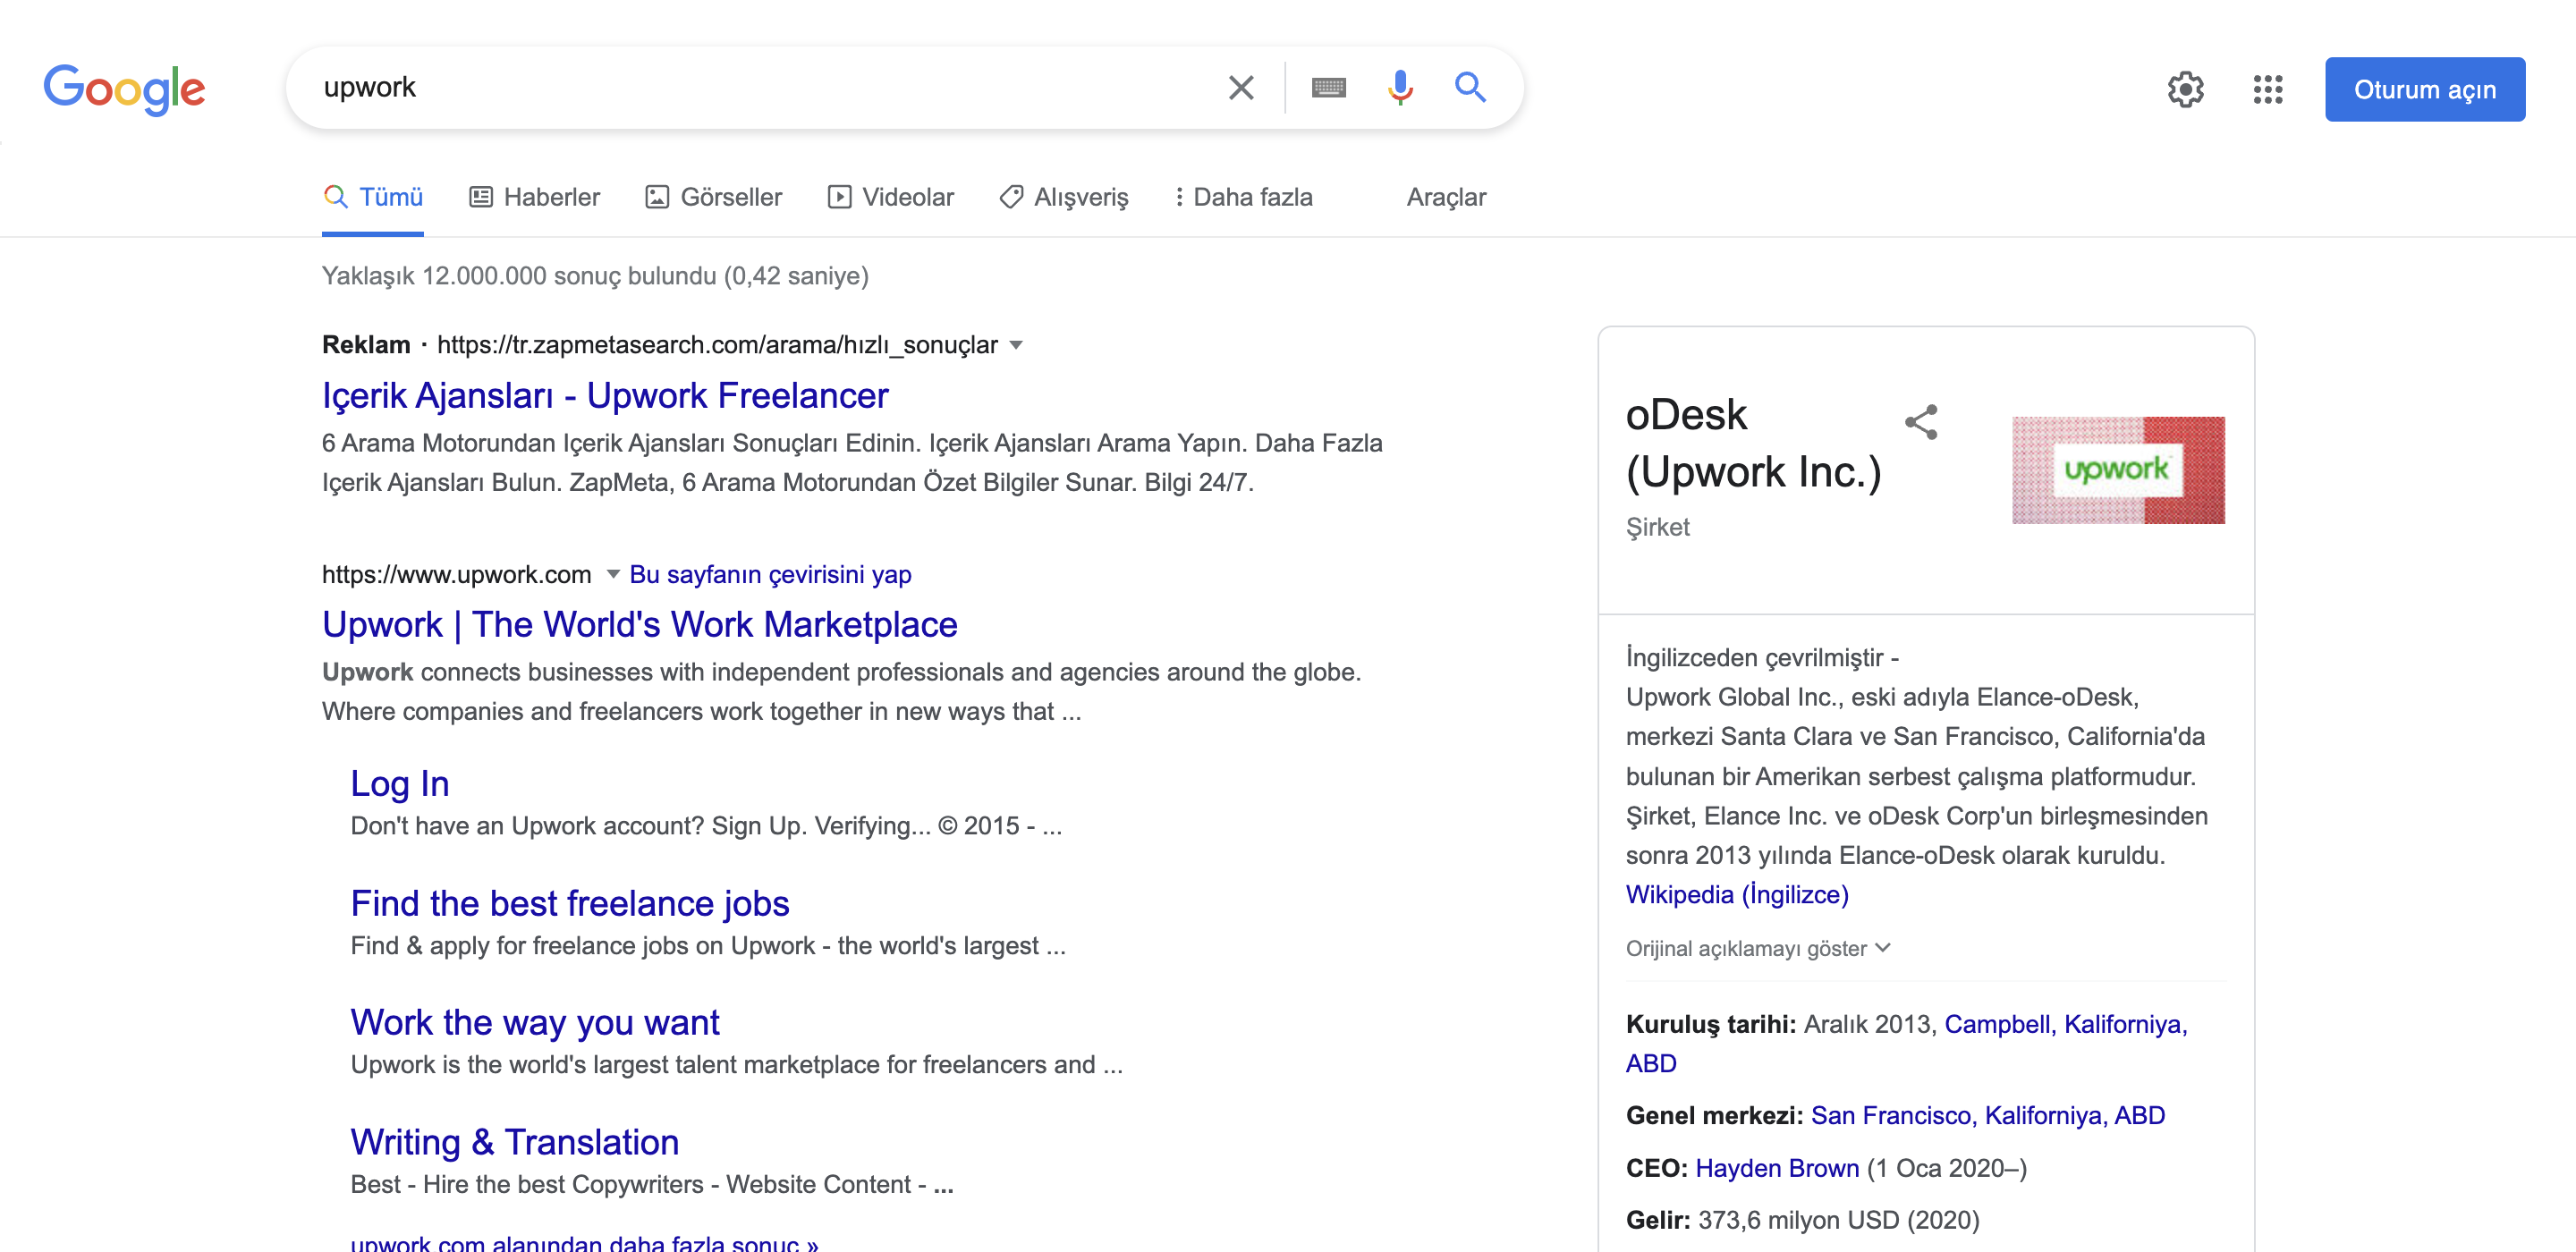 Google
upwork
Oturum açın
Tümü
Haberler
Görseller
Videolar
Alışveriş
Daha fazla
Araçlar
Yaklaşık 12.000.000 sonuç bulundu (0,42 saniye)
Reklam · https://tr.zapmetasearch.com/arama/hızlı_sonuçlar
Içerik Ajansları - Upwork Freelancer
6 Arama Motorundan Içerik Ajansları Sonuçları Edinin. Içerik Ajansları Arama Yapın. Daha Fazla
Içerik Ajansları Bulun. ZapMeta, 6 Arama Motorundan Özet Bilgiler Sunar. Bilgi 24/7.
https://www.upwork.com Bu sayfanın çevirisini yap
Upwork | The World's Work Marketplace
Upwork connects businesses with independent professionals and agencies around the globe.
Where companies and freelancers work together in new ways that ...
Log In
Don't have an Upwork account? Sign Up. Verifying... © 2015 - ...
Find the best freelance jobs
Find & apply for freelance jobs on Upwork - the world's largest ...
Work the way you want
Upwork is the world's largest talent marketplace for freelancers and ...
Writing & Translation
Best - Hire the best Copywriters - Website Content - ...
upwork.com alanından daha fazla sonuç »
oDesk
(Upwork Inc.)
Şirket
upwork
İngilizceden çevrilmiştir -
Upwork Global Inc., eski adıyla Elance-oDesk,
merkezi Santa Clara ve San Francisco, California'da
bulunan bir Amerikan serbest çalışma platformudur.
Şirket, Elance Inc. ve oDesk Corp'un birleşmesinden
sonra 2013 yılında Elance-oDesk olarak kuruldu.
Wikipedia (İngilizce)
Orijinal açıklamayı göster
Kuruluş tarihi: Aralık 2013, Campbell, Kaliforniya,
ABD
Genel merkezi: San Francisco, Kaliforniya, ABD
CEO: Hayden Brown (1 Oca 2020–)
Gelir: 373,6 milyon USD (2020)